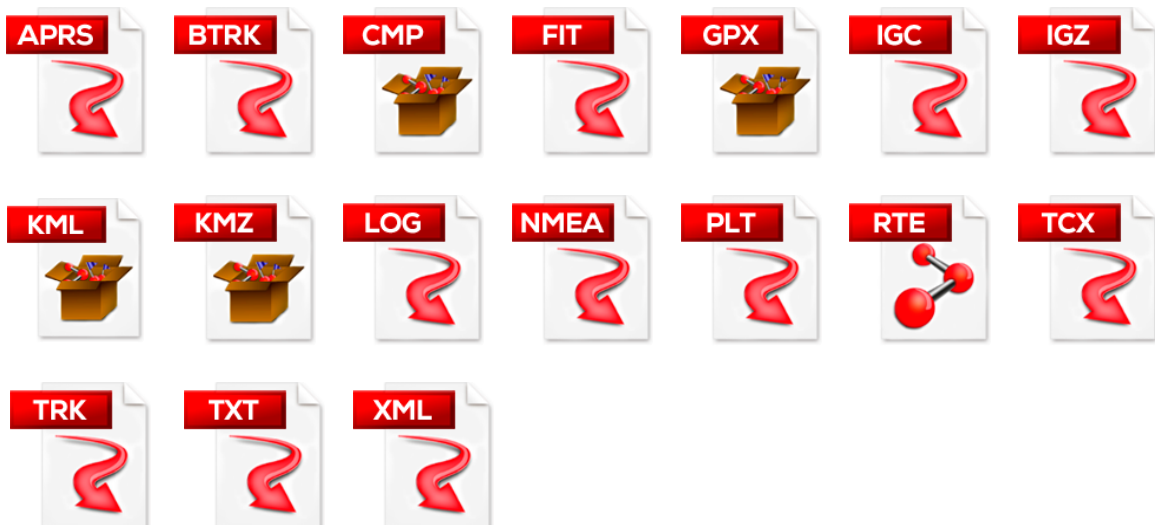 APRS BTRK CMP FIT GPX IGC IGZ
KML KMZ LOG NMEA PLT RTE TCX
TRK TXT XML